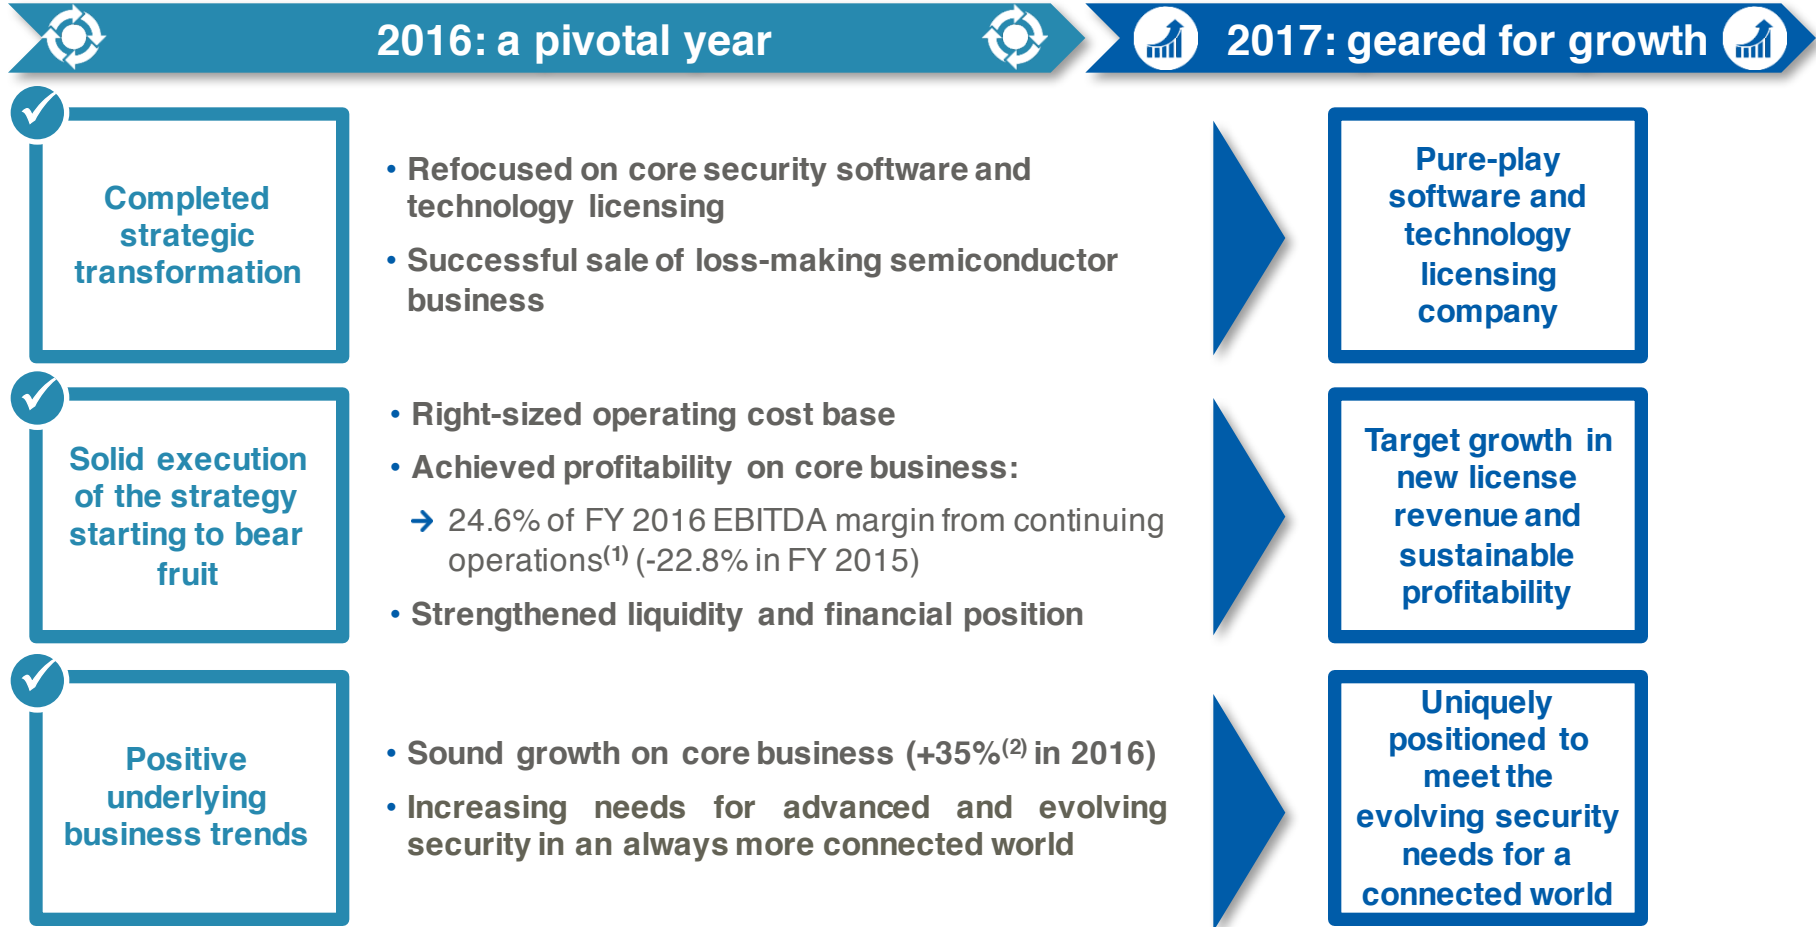 2016: a pivotal year
2017: geared for growth
Completed
strategic
transformation
• Refocused on core security software and
technology licensing
• Successful sale of loss-making semiconductor
business
Pure-play
software and
technology
licensing
company
Solid execution
of the strategy
starting to bear
fruit
• Right-sized operating cost base
• Achieved profitability on core business:
→ 24.6% of FY 2016 EBITDA margin from continuing
operations(1) (-22.8% in FY 2015)
• Strengthened liquidity and financial position
Target growth in
new license
revenue and
sustainable
profitability
Positive
underlying
business trends
• Sound growth on core business (+35%(2) in 2016)
• Increasing needs for advanced and evolving
security in an always more connected world
Uniquely
positioned to
meet the
evolving security
needs for a
connected world